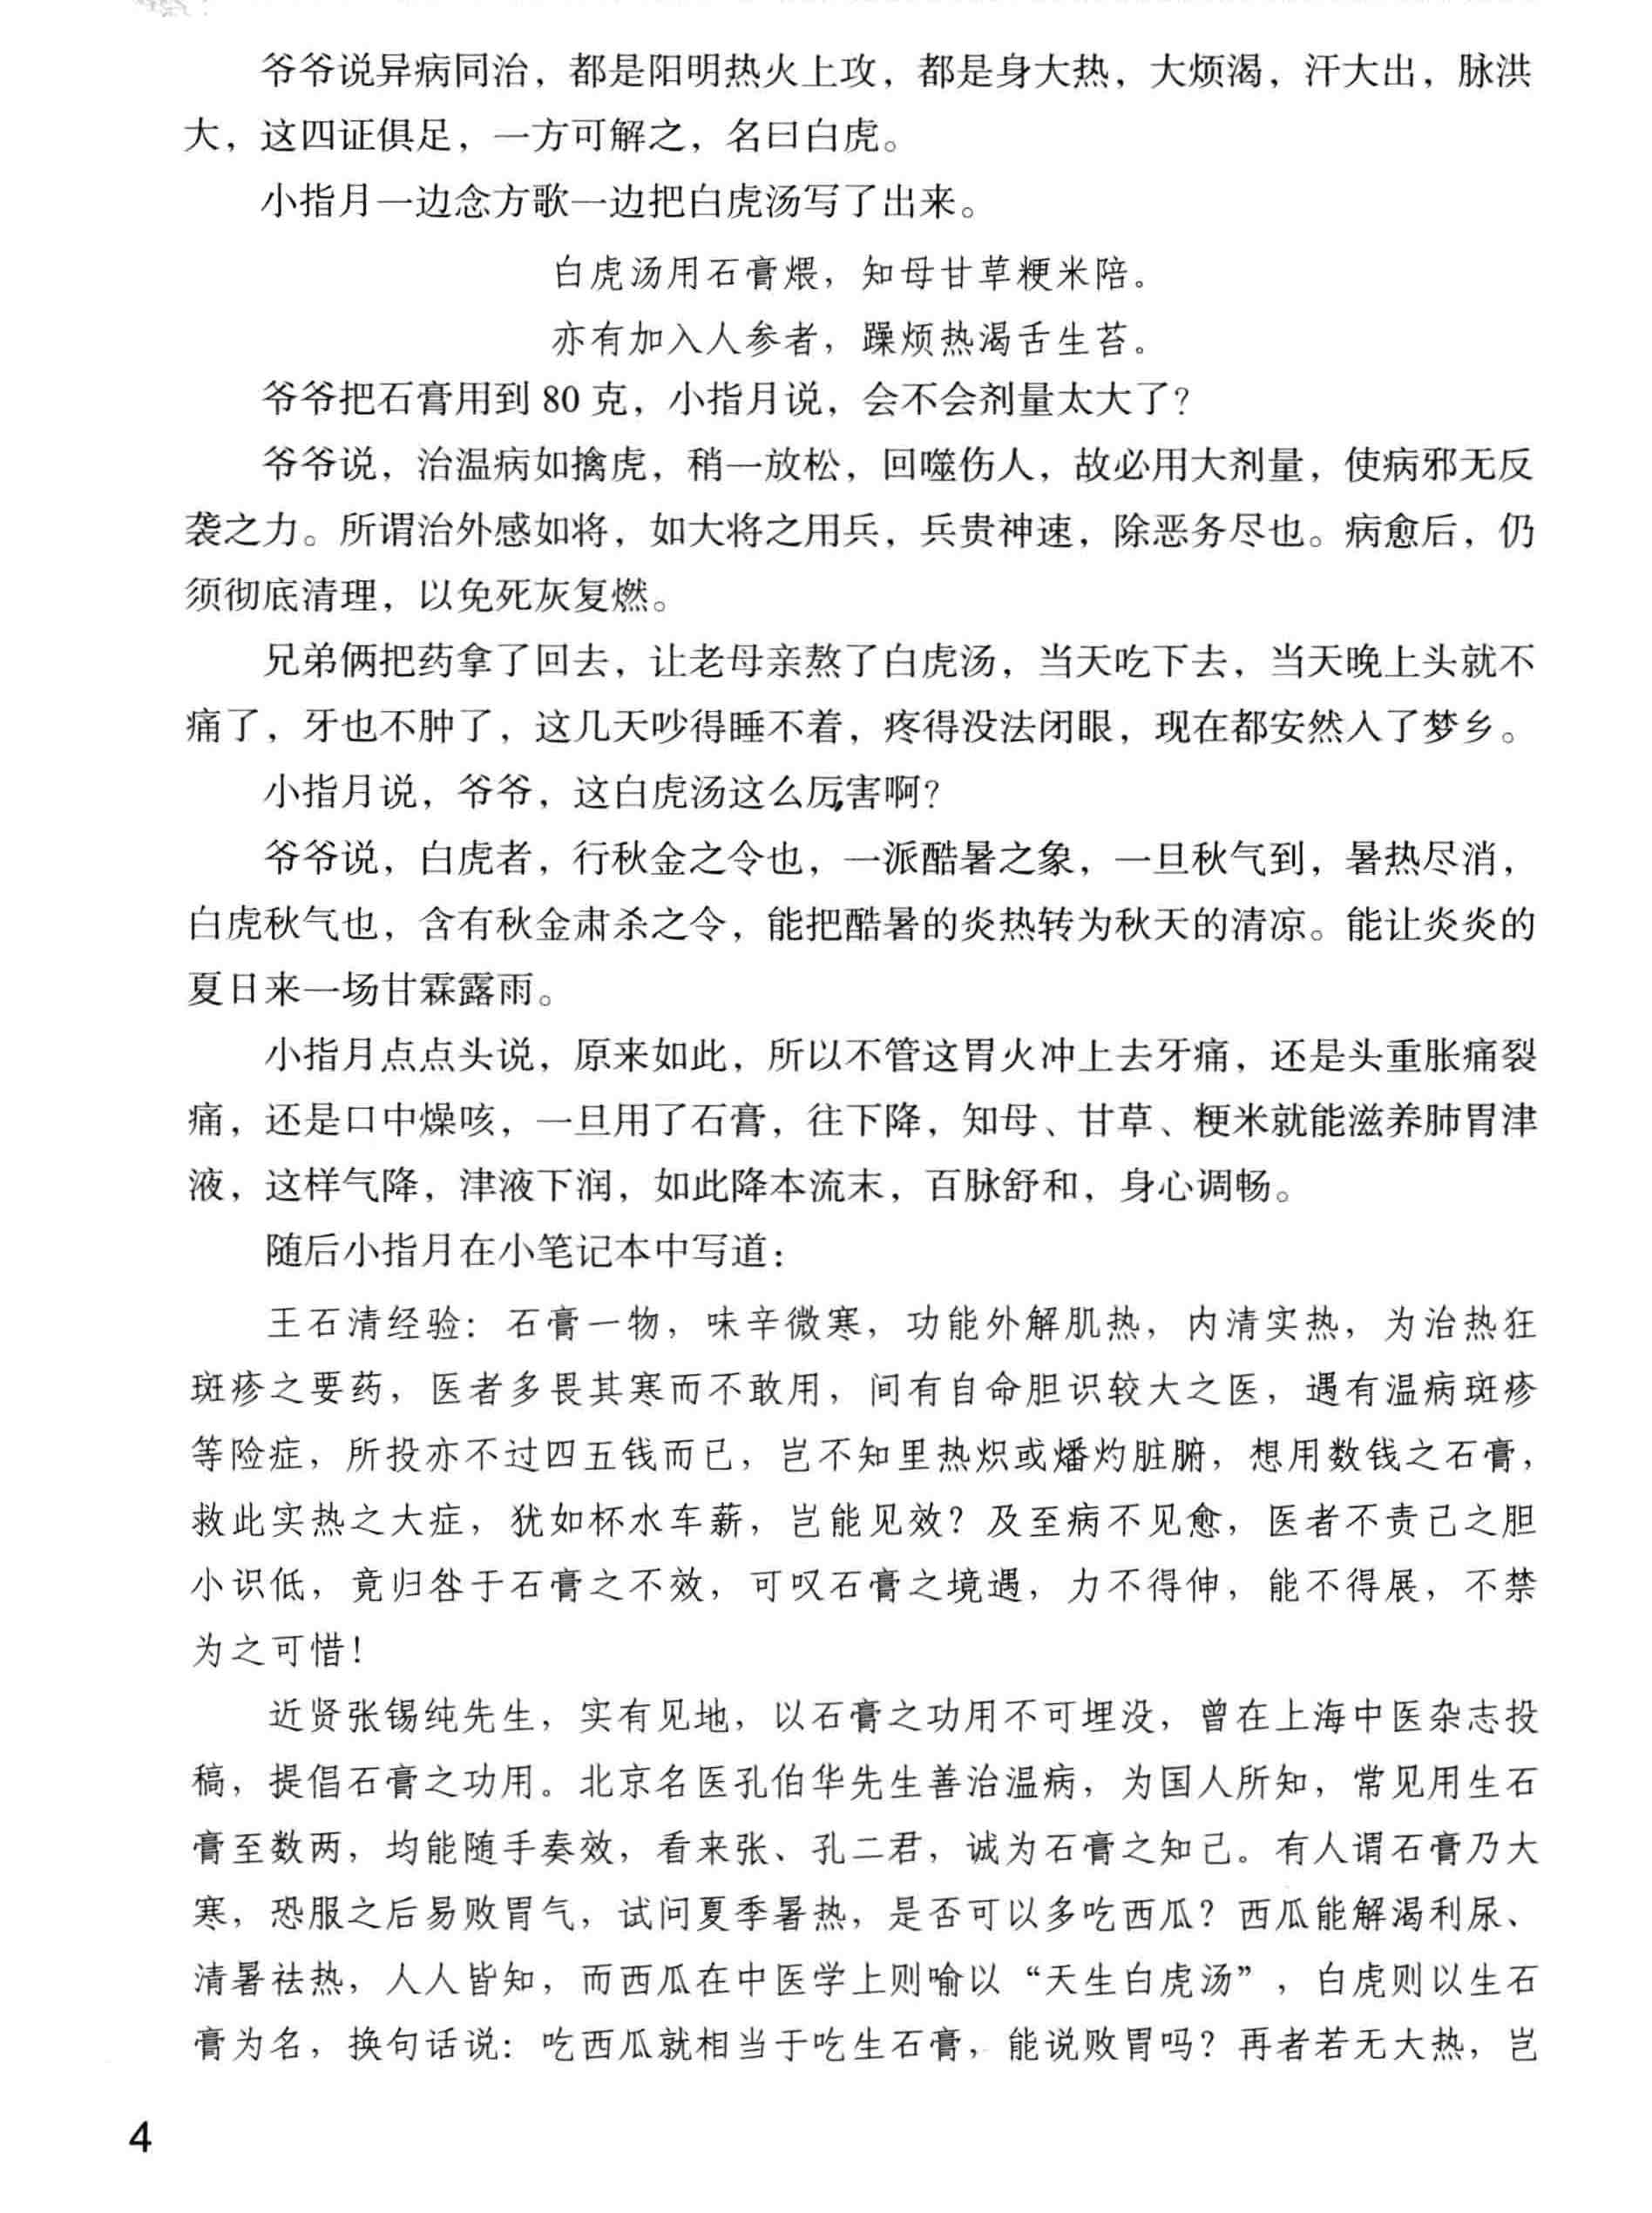 爷爷说异病同治，都是阳明热火上攻，都是身大热，大烦渴，汗大出，脉洪
大，这四证俱足，一方可解之，名曰白虎。
小指月一边念方歌一边把白虎汤写了出来。
白虎汤用石膏煨，知母甘草粳米陪。
亦有加入人参者，躁烦热渴舌生苔。
爷爷把石膏用到 80 克，小指月说，会不会剂量太大了？
爷爷说，治温病如擒虎，稍一放松，回噬伤人，故必用大剂量，使病邪无反
袭之力。所谓治外感如将，如大将之用兵，兵贵神速，除恶务尽也。病愈后，仍
须彻底清理，以免死灰复燃。
兄弟俩把药拿了回去，让老母亲熬了白虎汤，当天吃下去，当天晚上头就不
痛了，牙也不肿了，这几天吵得睡不着，疼得没法闭眼，现在都安然入了梦乡。
小指月说，爷爷，这白虎汤这么厉害啊？
爷爷说，白虎者，行秋金之令也，一派酷暑之象，一旦秋气到，暑热尽消，
白虎秋气也，含有秋金肃杀之令，能把酷暑的炎热转为秋天的清凉。能让炎炎的
夏日来一场甘霖露雨。
小指月点点头说，原来如此，所以不管这胃火冲上去牙痛，还是头重胀痛裂
痛，还是口中燥咳，一旦用了石膏，往下降，知母、甘草、粳米就能滋养肺胃津
液，这样气降，津液下润，如此降本流末，百脉舒和，身心调畅。
随后小指月在小笔记本中写道：
王石清经验：石膏一物，味辛微寒，功能外解肌热，内清实热，为治热狂
斑疹之要药，医者多畏其寒而不敢用，间有自命胆识较大之医，遇有温病斑疹
等险症，所投亦不过四五钱而已，岂不知里热炽或燔灼脏腑，想用数钱之石膏，
救此实热之大症，犹如杯水车薪，岂能见效？及至病不见愈，医者不责己之胆
小识低，竟归咎于石膏之不效，可叹石膏之境遇，力不得伸，能不得展，不禁
为之可惜！
近贤张锡纯先生，实有见地，以石膏之功用不可埋没，曾在上海中医杂志投
稿，提倡石膏之功用。北京名医孔伯华先生善治温病，为国人所知，常见用生石
膏至数两，均能随手奏效，看来张、孔二君，诚为石膏之知己。有人谓石膏乃大
寒，恐服之后易败胃气，试问夏季暑热，是否可以多吃西瓜？西瓜能解渴利尿、
清暑祛热，人人皆知，而西瓜在中医学上则喻以“天生白虎汤”，白虎则以生石
膏为名，换句话说：吃西瓜就相当于吃生石膏，能说败胃吗？再者若无大热，岂
4